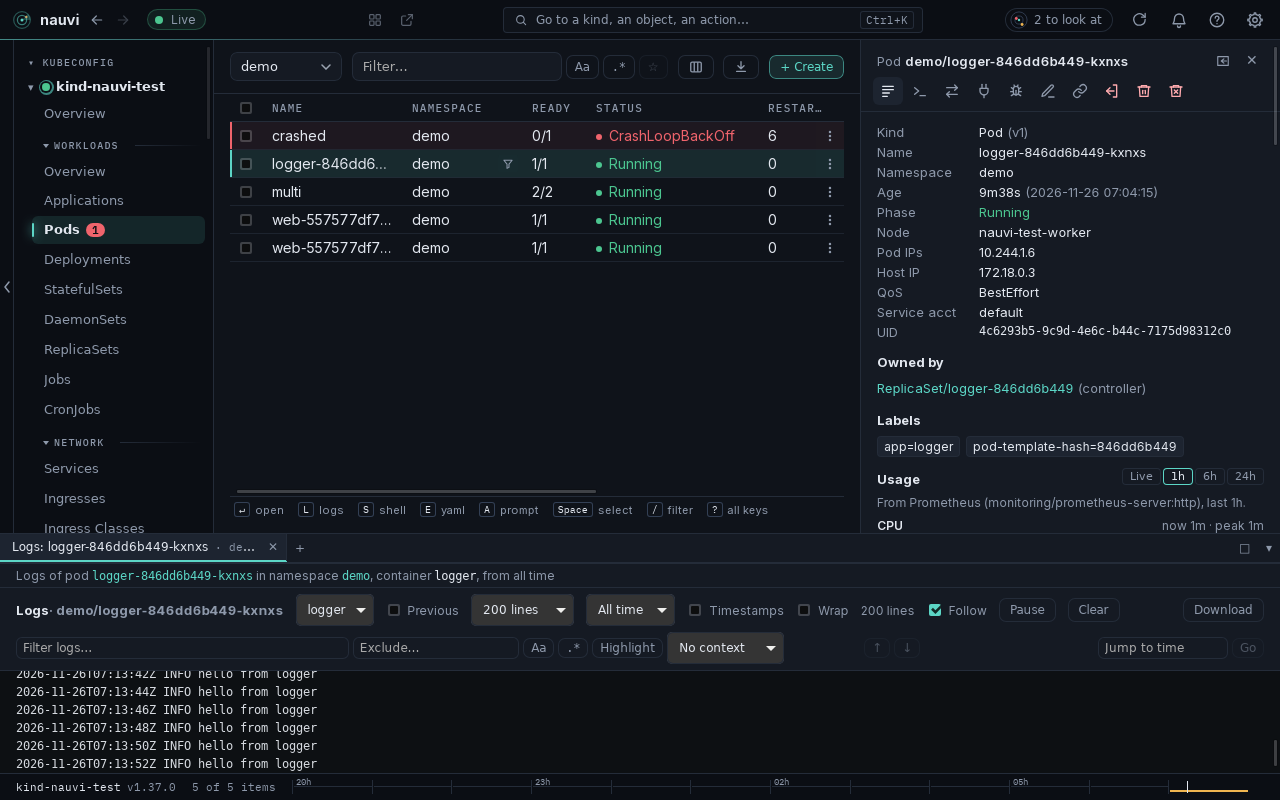 nauvi
Live
Go to a kind, an object, an action...
Ctrl+K
2 to look at
KUBECONFIG
kind-nauvi-test
Overview
WORKLOADS
Overview
Applications
Pods 1
Deployments
StatefulSets
DaemonSets
ReplicaSets
Jobs
CronJobs
NETWORK
Services
Ingresses
Ingress Classes
demo
Filter...
Aa
.*
+ Create
NAME NAMESPACE READY STATUS RESTAR...
crashed demo 0/1 CrashLoopBackOff 6
logger-846dd6... demo 1/1 Running 0
multi demo 2/2 Running 0
web-557577df7... demo 1/1 Running 0
web-557577df7... demo 1/1 Running 0
↵ open L logs S shell E yaml A prompt Space select / filter ? all keys
Pod demo/logger-846dd6b449-kxnxs
Kind Pod (v1)
Name logger-846dd6b449-kxnxs
Namespace demo
Age 9m38s (2026-11-26 07:04:15)
Phase Running
Node nauvi-test-worker
Pod IPs 10.244.1.6
Host IP 172.18.0.3
QoS BestEffort
Service acct default
UID 4c6293b5-9c9d-4e6c-b44c-7175d98312c0
Owned by
ReplicaSet/logger-846dd6b449 (controller)
Labels
app=logger pod-template-hash=846dd6b449
Usage Live 1h 6h 24h
From Prometheus (monitoring/prometheus-server:http), last 1h.
CPU now 1m · peak 1m
Logs: logger-846dd6b449-kxnxs · de... × +
Logs of pod logger-846dd6b449-kxnxs in namespace demo, container logger, from all time
Logs · demo/logger-846dd6b449-kxnxs logger Previous 200 lines All time Timestamps Wrap 200 lines Follow Pause Clear Download
Filter logs... Exclude... Aa .* Highlight No context ↑ ↓ Jump to time Go
2026-11-26T07:13:42Z INFO hello from logger
2026-11-26T07:13:44Z INFO hello from logger
2026-11-26T07:13:46Z INFO hello from logger
2026-11-26T07:13:48Z INFO hello from logger
2026-11-26T07:13:50Z INFO hello from logger
2026-11-26T07:13:52Z INFO hello from logger
kind-nauvi-test v1.37.0 5 of 5 items 20h 23h 02h 05h